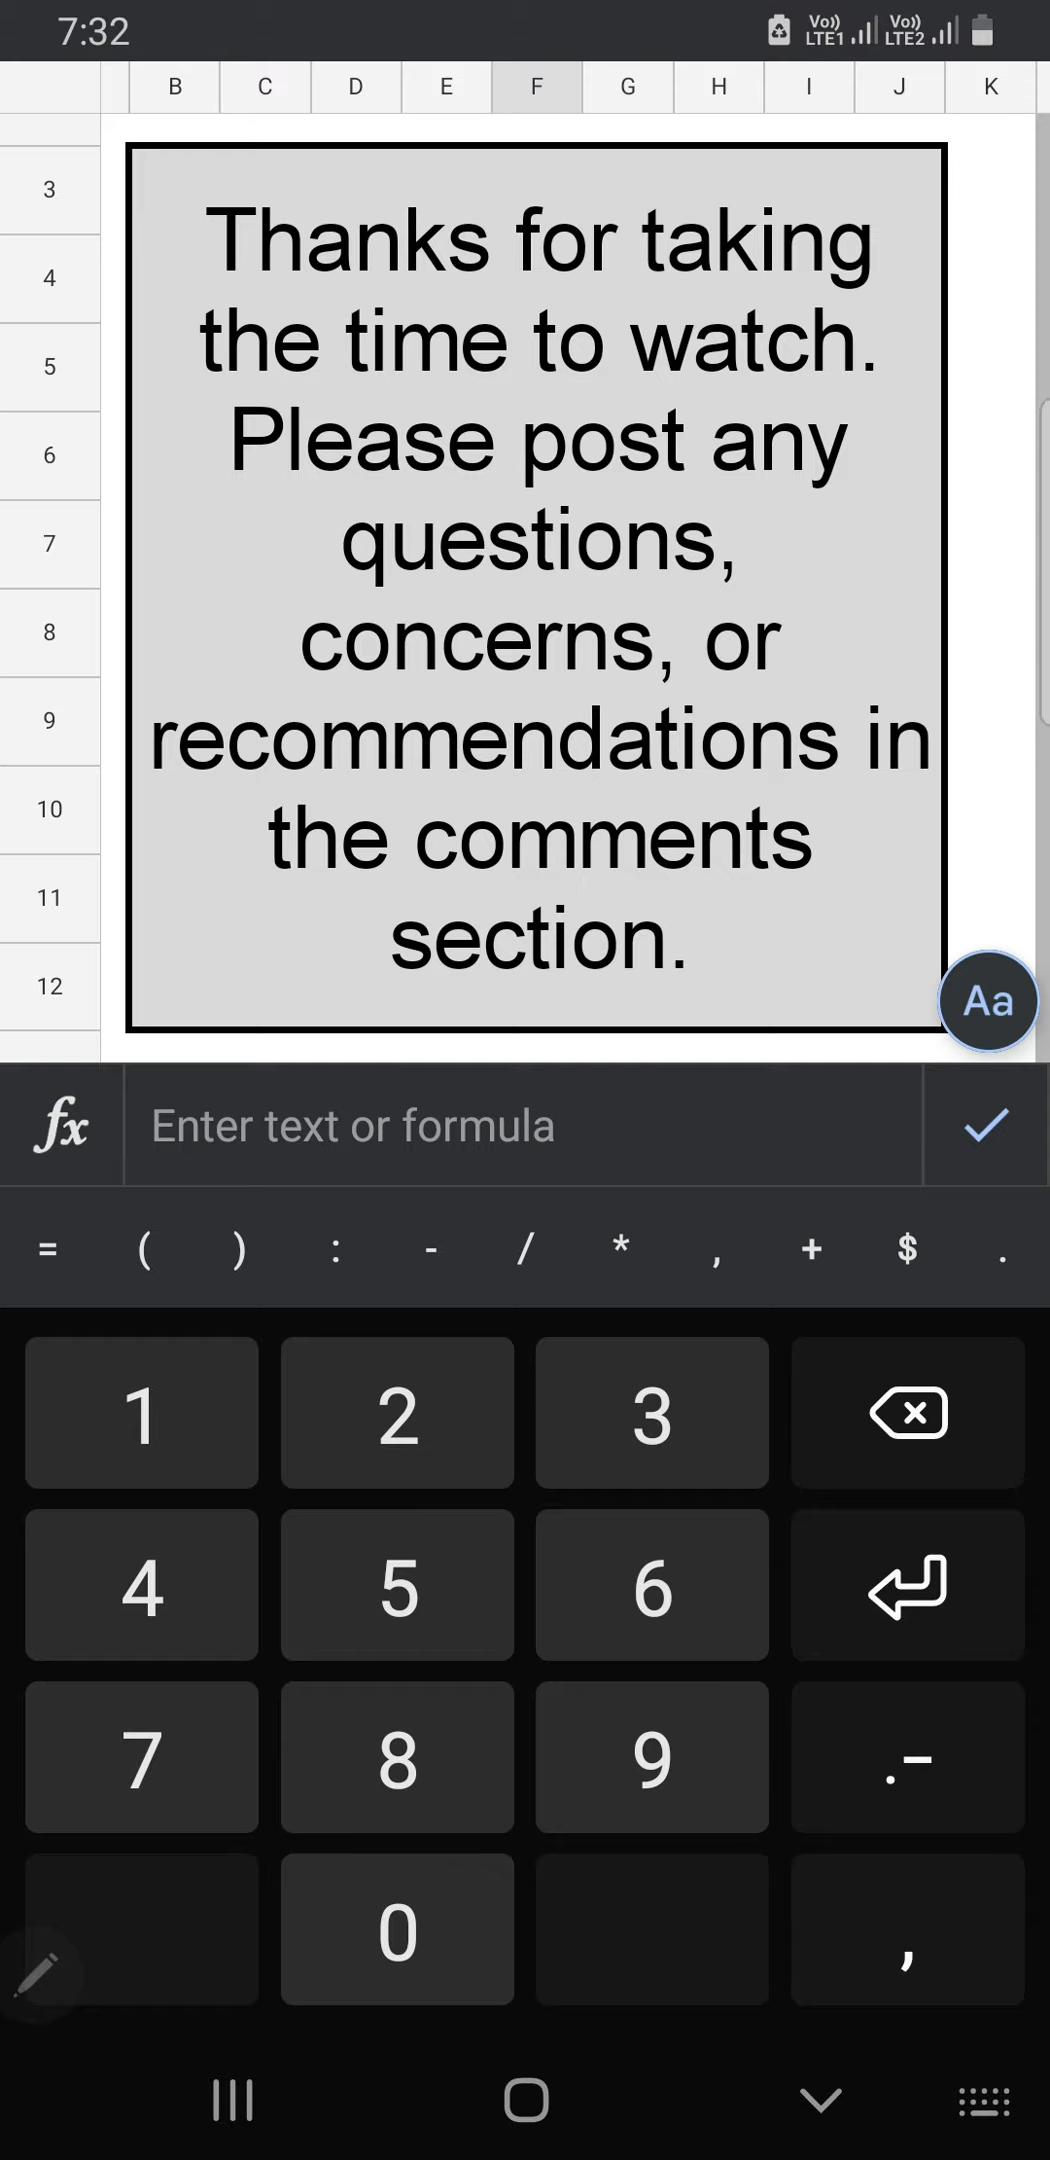 7:32
Vo)) LTE1 Vo)) LTE2
B C D E F G H I J K
3
4
5
6
7
8
9
10
11
12
Thanks for taking
the time to watch.
Please post any
questions,
concerns, or
recommendations in
the comments
section.
Aa
fx Enter text or formula
= ( ) : - / * , + $ .
1 2 3
4 5 6
7 8 9 .-
0 ,